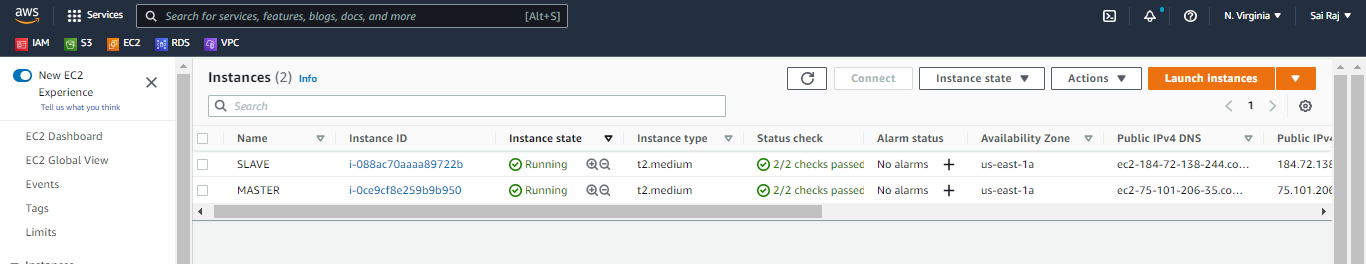 aws Services Search for services, features, blogs, docs, and more [Alt+S] N. Virginia Sai Raj
IAM S3 EC2 RDS VPC
New EC2
Experience
Tell us what you think
EC2 Dashboard
EC2 Global View
Events
Tags
Limits
Instances (2) Info Connect Instance state Actions Launch instances
Search
1
Name Instance ID Instance state Instance type Status check Alarm status Availability Zone Public IPv4 DNS Public IPv4
SLAVE i-088ac70aaaa89722b Running t2.medium 2/2 checks passed No alarms us-east-1a ec2-184-72-138-244.co... 184.72.138
MASTER i-0ce9cf8e259b9b950 Running t2.medium 2/2 checks passed No alarms us-east-1a ec2-75-101-206-35.co... 75.101.206